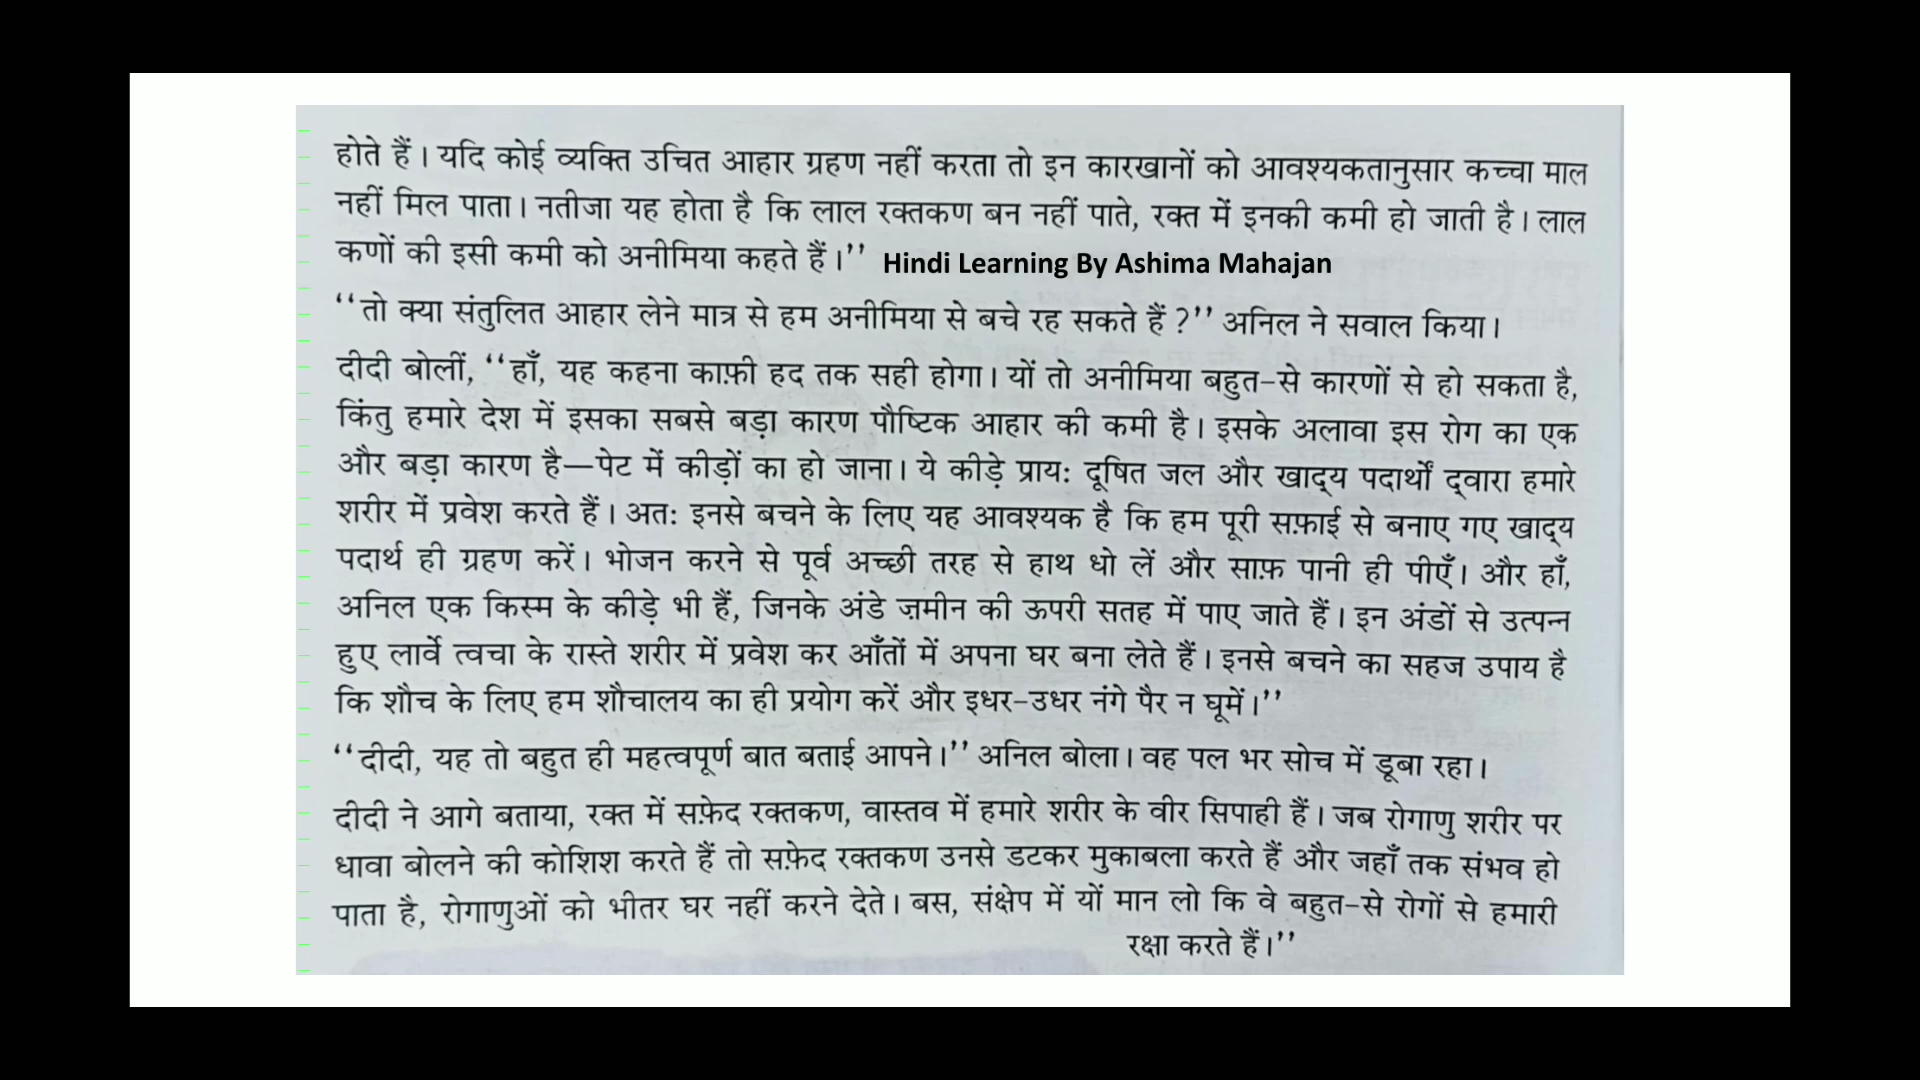 होते हैं। यदि कोई व्यक्ति उचित आहार ग्रहण नहीं करता तो इन कारखानों को आवश्यकतानुसार कच्चा माल
नहीं मिल पाता। नतीजा यह होता है कि लाल रक्तकण बन नहीं पाते, रक्त में इनकी कमी हो जाती है। लाल
कणों की इसी कमी को अनीमिया कहते हैं।’’ Hindi Learning By Ashima Mahajan
‘‘तो क्या संतुलित आहार लेने मात्र से हम अनीमिया से बचे रह सकते हैं?’’ अनिल ने सवाल किया।
दीदी बोलीं, ‘‘हाँ, यह कहना काफ़ी हद तक सही होगा। यों तो अनीमिया बहुत-से कारणों से हो सकता है,
किंतु हमारे देश में इसका सबसे बड़ा कारण पौष्टिक आहार की कमी है। इसके अलावा इस रोग का एक
और बड़ा कारण है—पेट में कीड़ों का हो जाना। ये कीड़े प्राय: दूषित जल और खाद्य पदार्थों द्वारा हमारे
शरीर में प्रवेश करते हैं। अत: इनसे बचने के लिए यह आवश्यक है कि हम पूरी सफ़ाई से बनाए गए खाद्य
पदार्थ ही ग्रहण करें। भोजन करने से पूर्व अच्छी तरह से हाथ धो लें और साफ़ पानी ही पीएँ। और हाँ,
अनिल एक किस्म के कीड़े भी हैं, जिनके अंडे ज़मीन की ऊपरी सतह में पाए जाते हैं। इन अंडों से उत्पन्न
हुए लार्वे त्वचा के रास्ते शरीर में प्रवेश कर आँतों में अपना घर बना लेते हैं। इनसे बचने का सहज उपाय है
कि शौच के लिए हम शौचालय का ही प्रयोग करें और इधर-उधर नंगे पैर न घूमें।’’
‘‘दीदी, यह तो बहुत ही महत्वपूर्ण बात बताई आपने।’’ अनिल बोला। वह पल भर सोच में डूबा रहा।
दीदी ने आगे बताया, रक्त में सफ़ेद रक्तकण, वास्तव में हमारे शरीर के वीर सिपाही हैं। जब रोगाणु शरीर पर
धावा बोलने की कोशिश करते हैं तो सफ़ेद रक्तकण उनसे डटकर मुकाबला करते हैं और जहाँ तक संभव हो
पाता है, रोगाणुओं को भीतर घर नहीं करने देते। बस, संक्षेप में यों मान लो कि वे बहुत-से रोगों से हमारी
रक्षा करते हैं।’’